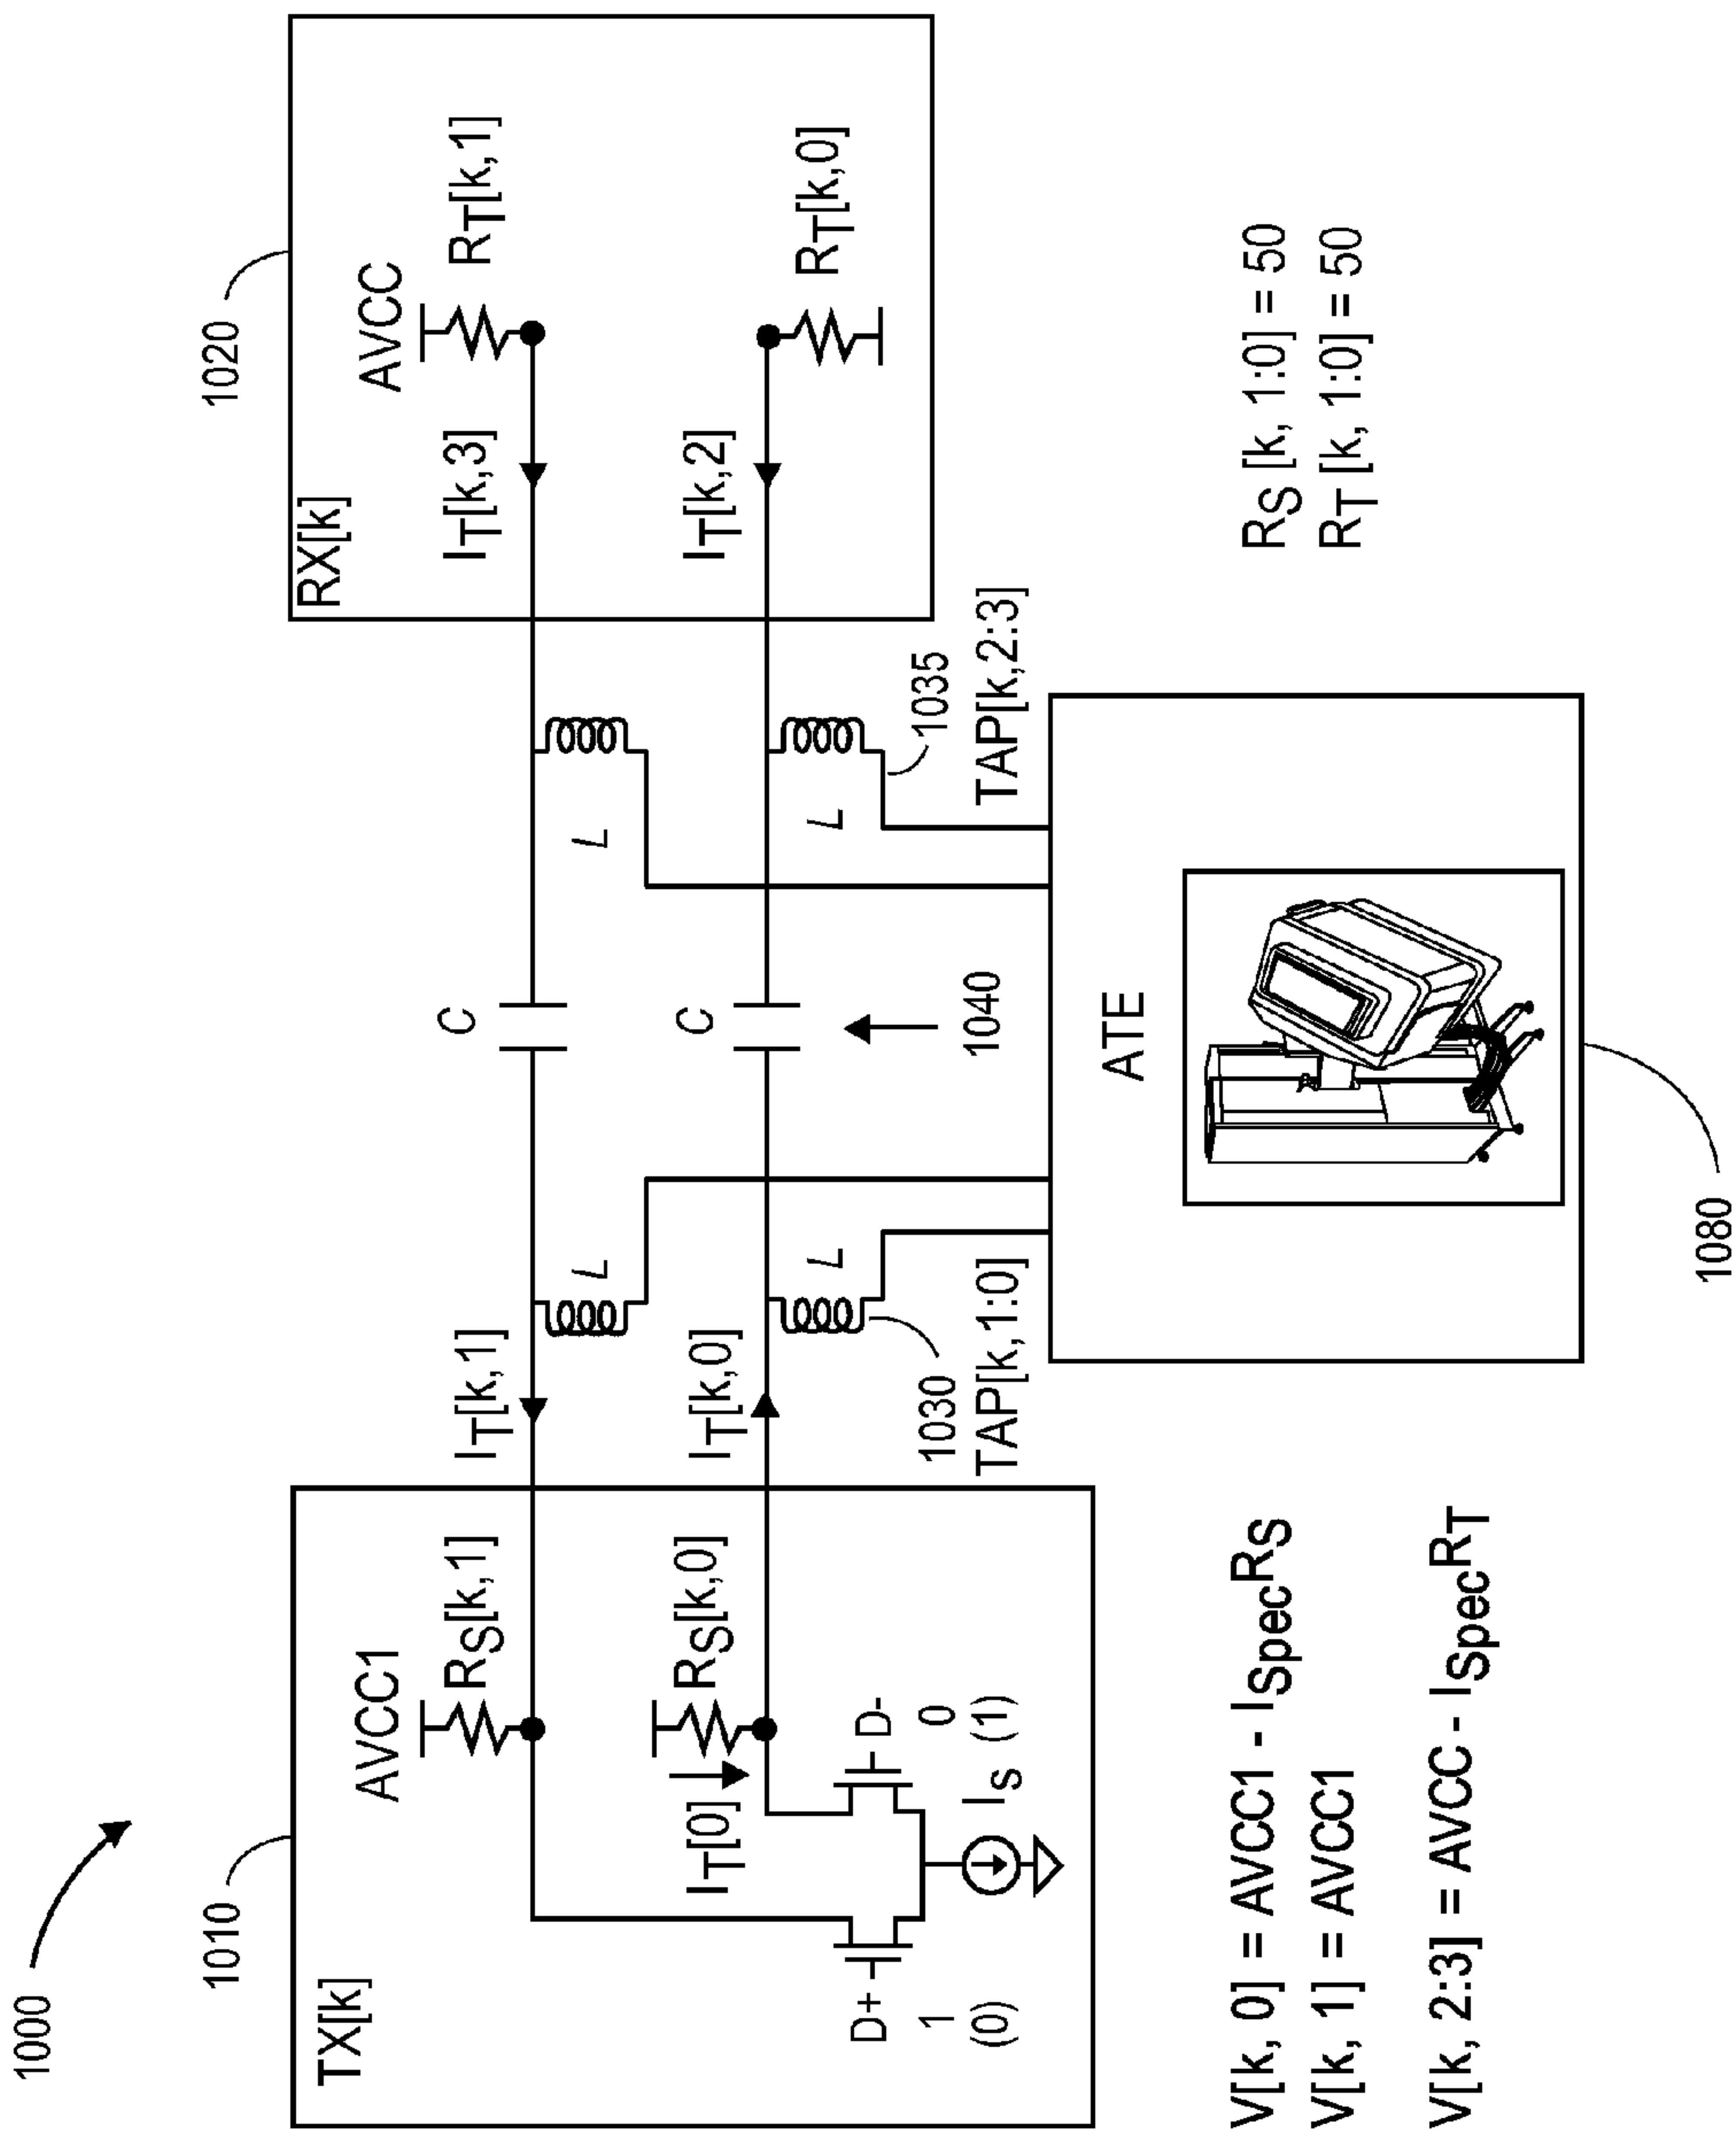 1000
1010
TX[k]
AVCC1
RS[k,1]
RS[k,0]
IT[0]
D+
D-
1
0
(0)
IS
(1)
IT[k,1]
IT[k,0]
L
L
1030
TAP[k,1:0]
C
C
1040
L
L
1035
TAP[k,2:3]
1020
RX[k]
AVCC
IT[k,3]
RT[k,1]
IT[k,2]
RT[k,0]
ATE
1080
V[k, 0] = AVCC1 - ISpecRS
V[k, 1] = AVCC1
V[k, 2:3] = AVCC - ISpecRT
RS [k, 1:0] = 50
RT [k, 1:0] = 50